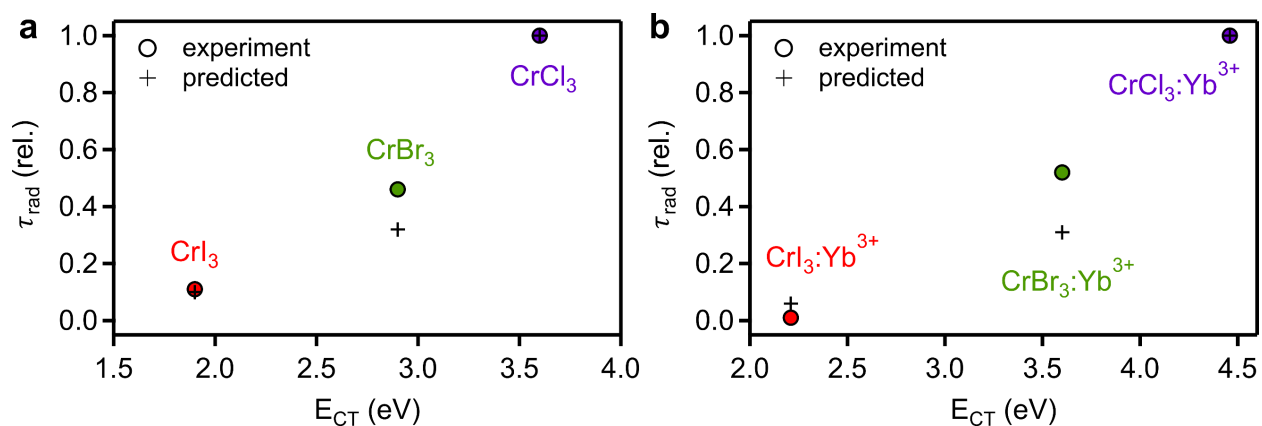 a
1.0
0.8
0.6
0.4
0.2
0.0
τrad (rel.)
experiment
predicted
CrCl3
CrBr3
CrI3
1.5 2.0 2.5 3.0 3.5 4.0
ECT (eV)
b
1.0
0.8
0.6
0.4
0.2
0.0
τrad (rel.)
experiment
predicted
CrCl3:Yb3+
CrI3:Yb3+
CrBr3:Yb3+
2.0 2.5 3.0 3.5 4.0 4.5
ECT (eV)